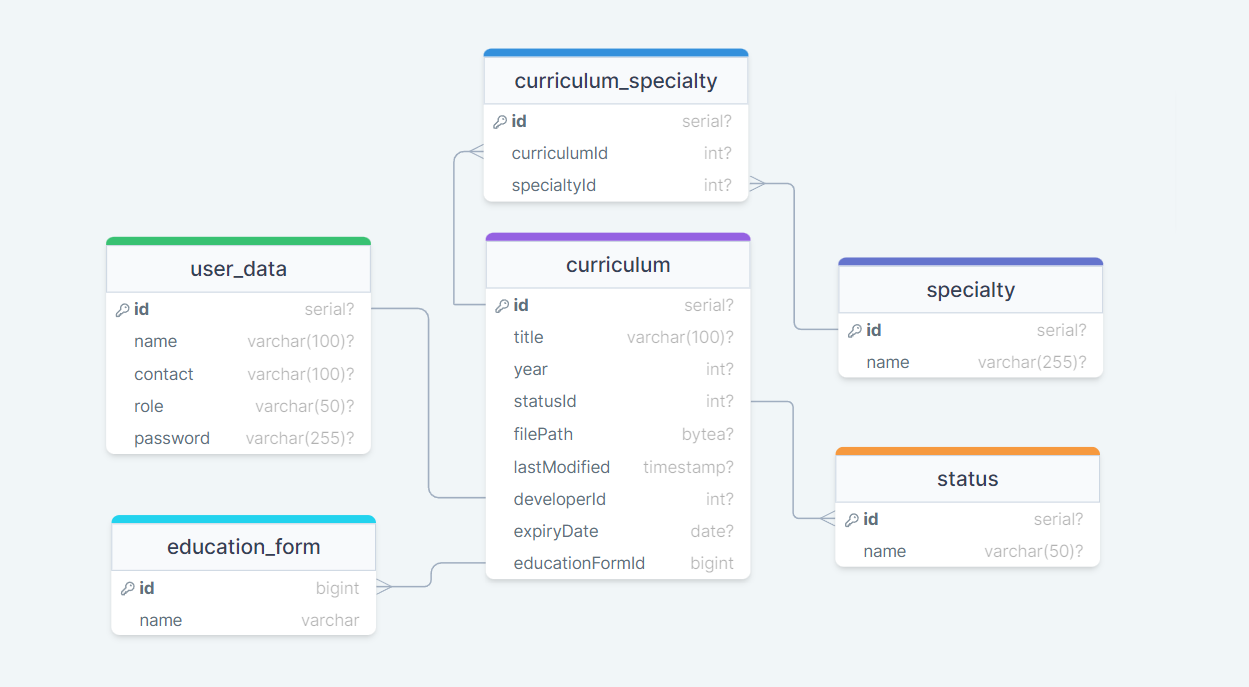 curriculum_specialty
id serial?
curriculumId int?
specialtyId int?
user_data
id serial?
name varchar(100)?
contact varchar(100)?
role varchar(50)?
password varchar(255)?
curriculum
id serial?
title varchar(100)?
year int?
statusId int?
filePath bytea?
lastModified timestamp?
developerId int?
expiryDate date?
educationFormId bigint
specialty
id serial?
name varchar(255)?
status
id serial?
name varchar(50)?
education_form
id bigint
name varchar